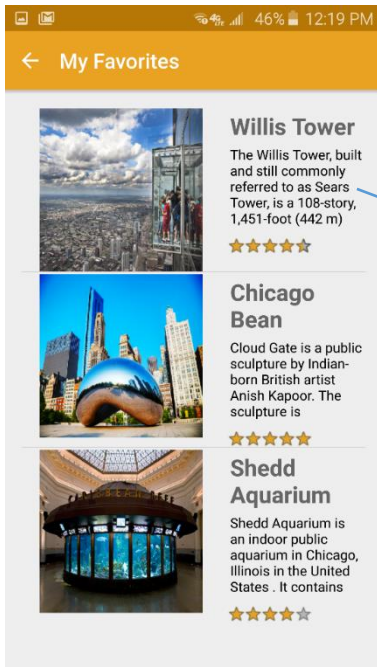 46% 12:19 PM
My Favorites
Willis Tower
The Willis Tower, built
and still commonly
referred to as Sears
Tower, is a 108-story,
1,451-foot (442 m)
Chicago
Bean
Cloud Gate is a public
sculpture by Indian-
born British artist
Anish Kapoor. The
sculpture is
Shedd
Aquarium
Shedd Aquarium is
an indoor public
aquarium in Chicago,
Illinois in the United
States . It contains